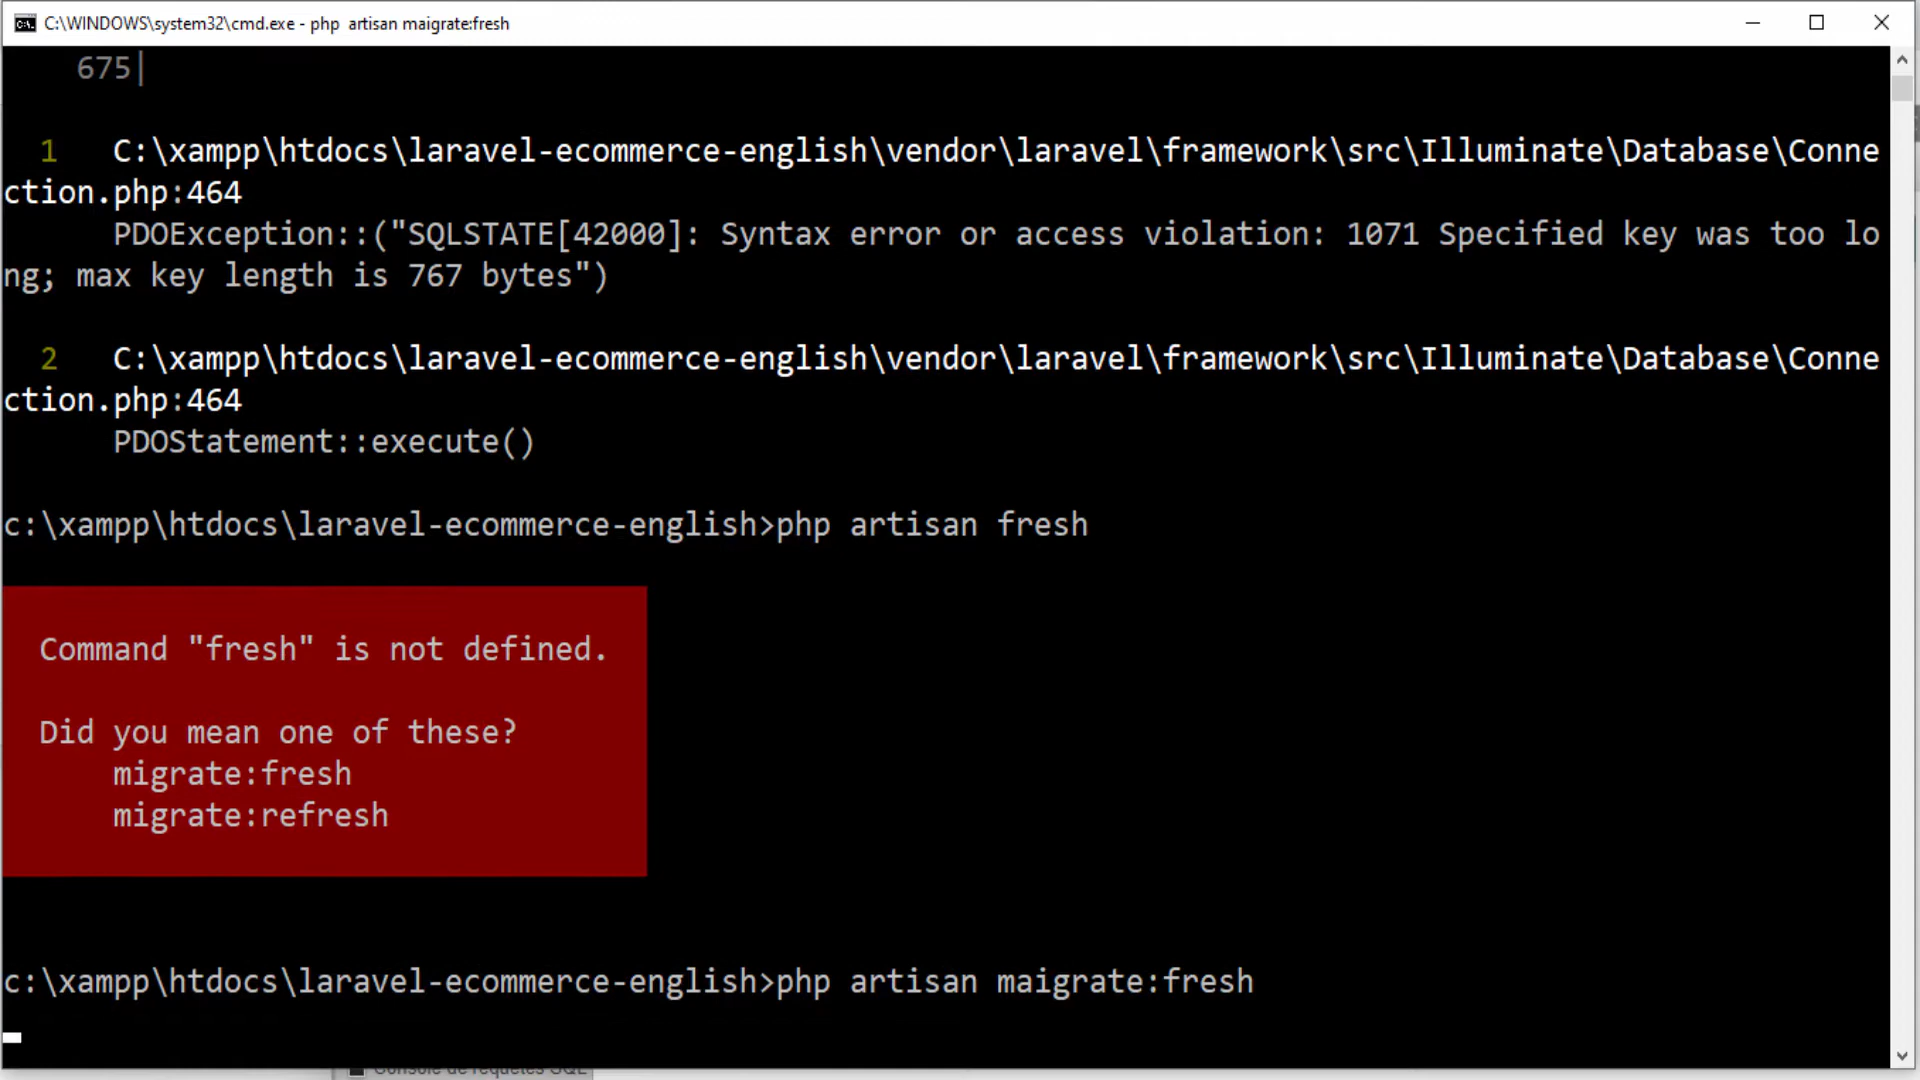 C:\WINDOWS\system32\cmd.exe - php  artisan maigrate:fresh
675|
1   C:\xampp\htdocs\laravel-ecommerce-english\vendor\laravel\framework\src\Illuminate\Database\Conne
ction.php:464
PDOException::("SQLSTATE[42000]: Syntax error or access violation: 1071 Specified key was too lo
ng; max key length is 767 bytes")
2   C:\xampp\htdocs\laravel-ecommerce-english\vendor\laravel\framework\src\Illuminate\Database\Conne
ction.php:464
PDOStatement::execute()
c:\xampp\htdocs\laravel-ecommerce-english>php artisan fresh
Command "fresh" is not defined.
Did you mean one of these?
migrate:fresh
migrate:refresh
c:\xampp\htdocs\laravel-ecommerce-english>php artisan maigrate:fresh
Console de requêtes SQL